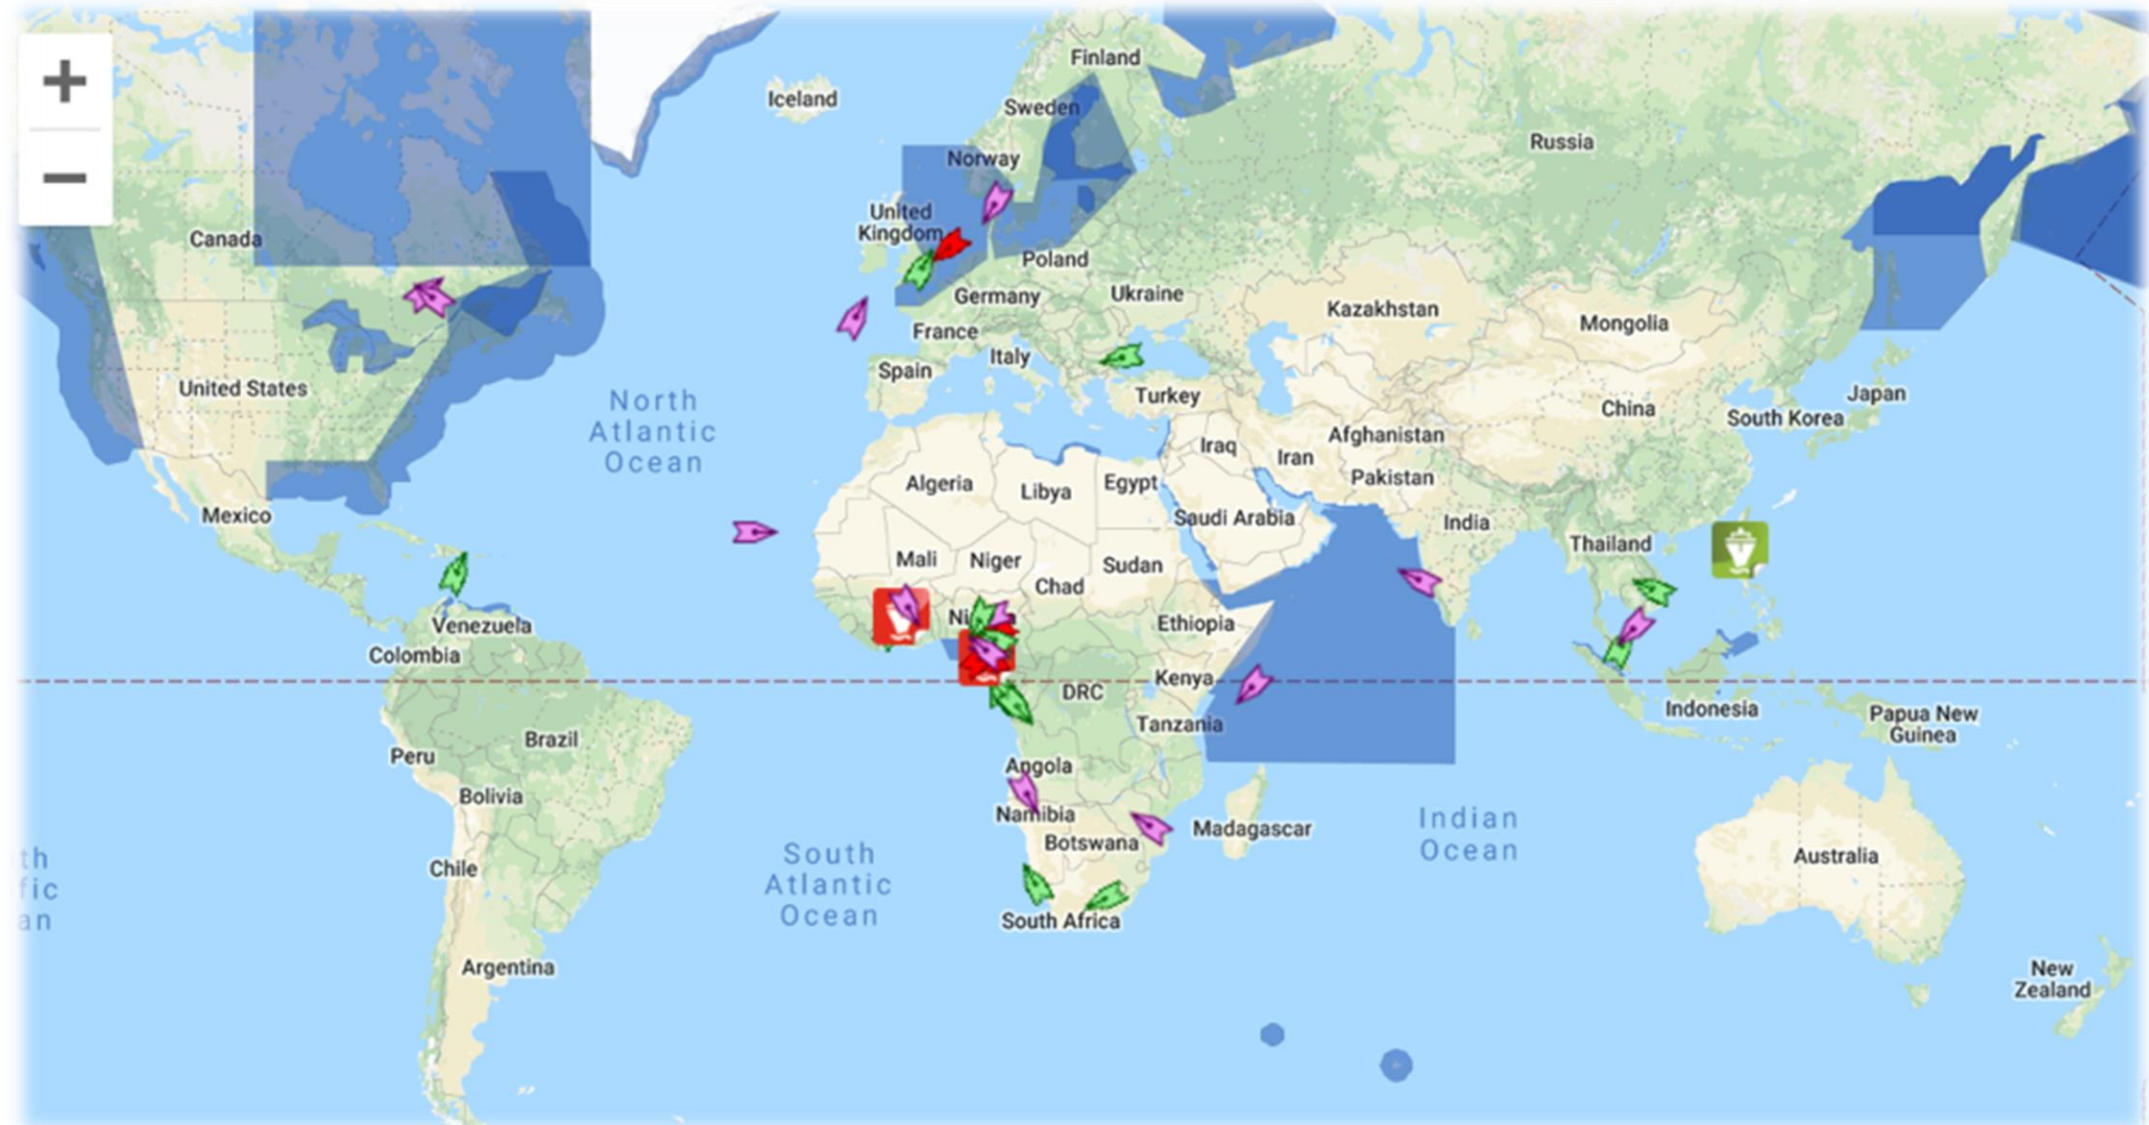 +
−
Finland
Iceland
Sweden
Norway
Russia
United
Kingdom
Canada
Poland
Germany
Ukraine
Kazakhstan
Mongolia
France
Italy
Spain
United States
Turkey
Japan
North
Atlantic
Ocean
China
South Korea
Iraq
Afghanistan
Iran
Pakistan
Algeria
Libya
Egypt
Mexico
Saudi Arabia
India
Thailand
Mali
Niger
Sudan
Chad
Venezuela
Ethiopia
Colombia
Kenya
DRC
Indonesia
Papua New
Guinea
Tanzania
Brazil
Peru
Angola
Bolivia
Namibia
Botswana
Madagascar
Indian
Ocean
South
Atlantic
Ocean
Chile
Australia
South Africa
Argentina
New
Zealand